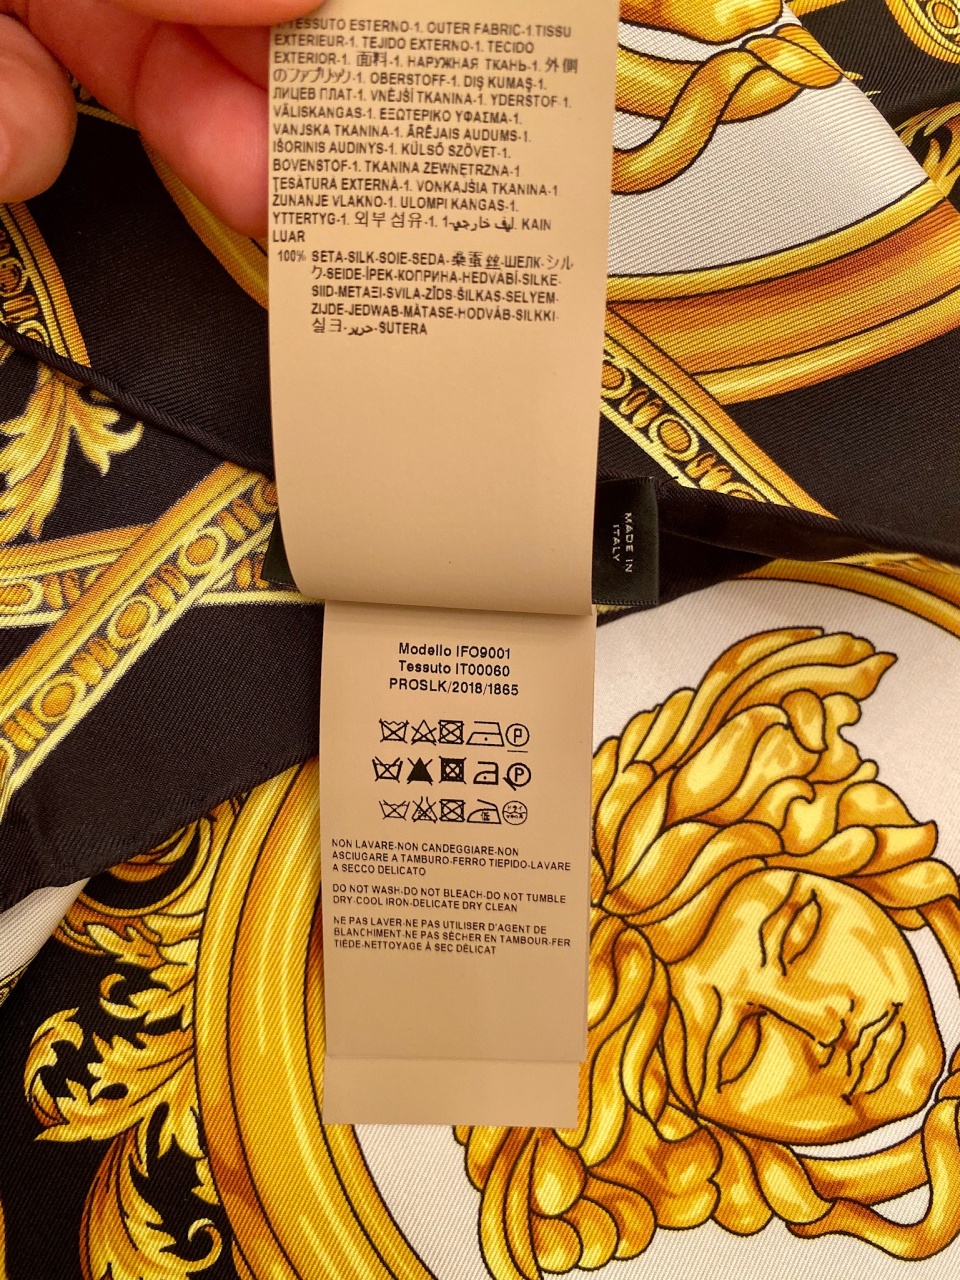 1. TESSUTO ESTERNO-1. OUTER FABRIC-1.TISSU
EXTERIEUR-1. TEJIDO EXTERNO-1. TECIDO
EXTERIOR-1. 面料-1. НАРУЖНАЯ ТКАНЬ-1. 外側
のファブリック-1. OBERSTOFF-1. DIŞ KUMAŞ-1.
ЛИЦЕВ ПЛАТ-1. VNĚJŠÍ TKANINA-1. YDERSTOF-1.
VÄLISKANGAS-1. ΕΞΩΤΕΡΙΚΟ ΥΦΑΣΜΑ-1.
VANJSKA TKANINA-1. ĀRĒJAIS AUDUMS-1.
IŠORINIS AUDINYS-1. KÜLSŐ SZÖVET-1.
BOVENSTOF-1. TKANINA ZEWNĘTRZNA-1
ŢESĂTURĂ EXTERNĂ-1. VONKAJŠIA TKANINA-1.
ZUNANJE VLAKNO-1. ULOMPI KANGAS-1.
YTTERTYG-1. 외부 섬유-1. 1-ليف خارجي. KAIN
LUAR
100% SETA-SILK-SOIE-SEDA-桑蚕丝-ШЕЛК-シル
ク-SEIDE-İPEK-КОПРИНА-HEDVÁBÍ-SILKE-
SIID-ΜΕΤΑΞΙ-SVILA-ZĪDS-ŠILKAS-SELYEM-
ZIJDE-JEDWAB-MĂTASE-HODVÁB-SILKKI-
실크-حرير-SUTERA
MADE IN
ITALY
Modello IFO9001
Tessuto IT00060
PROSLK/2018/1865
NON LAVARE-NON CANDEGGIARE-NON
ASCIUGARE A TAMBURO-FERRO TIEPIDO-LAVARE
A SECCO DELICATO
DO NOT WASH-DO NOT BLEACH-DO NOT TUMBLE
DRY-COOL IRON-DELICATE DRY CLEAN
NE PAS LAVER-NE PAS UTILISER D'AGENT DE
BLANCHIMENT-NE PAS SÈCHER EN TAMBOUR-FER
TIÈDE-NETTOYAGE À SEC DÉLICAT